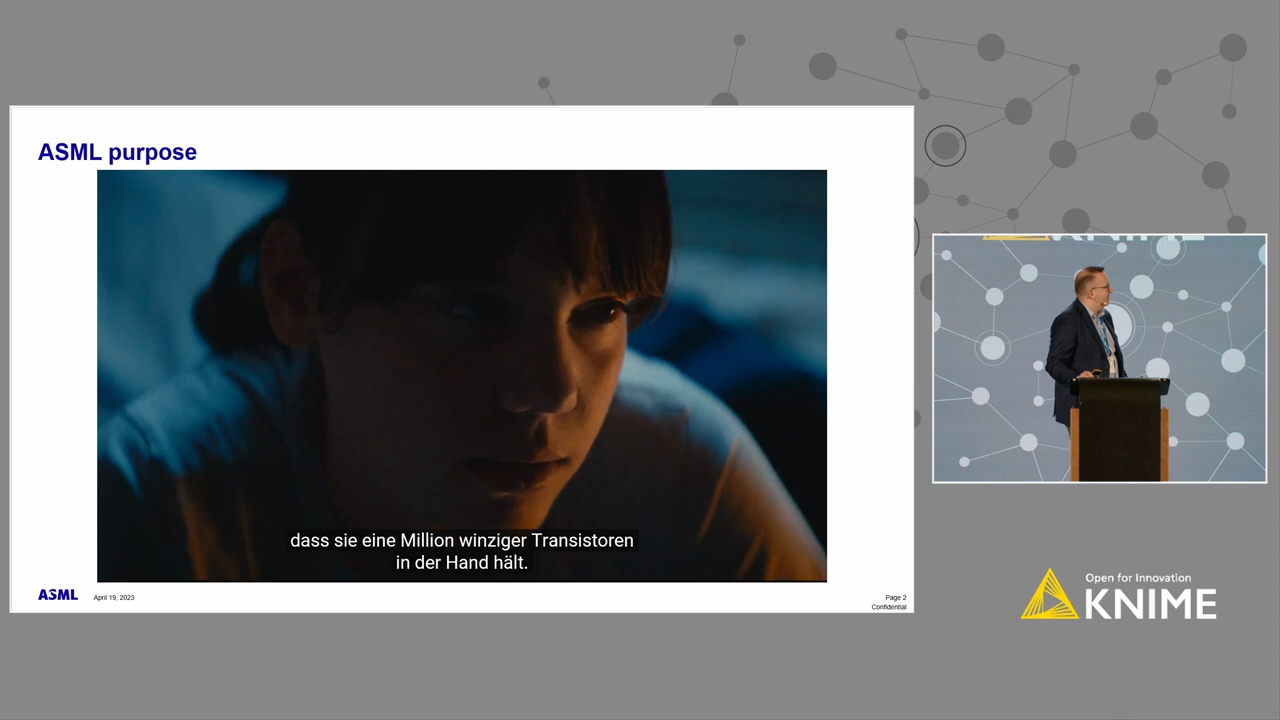 ASML purpose
dass sie eine Million winziger Transistoren
in der Hand hält.
ASML
April 19, 2023
Page 2
Confidential
Open for Innovation
KNIME